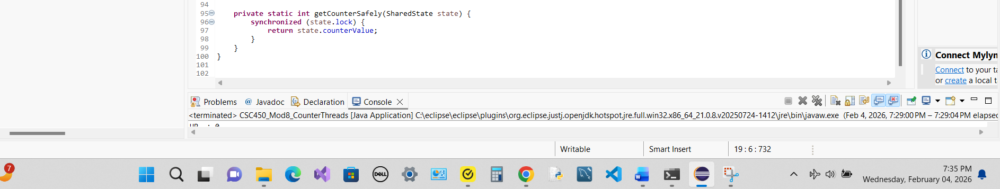 94
95 private static int getCounterSafely(SharedState state) {
96 synchronized (state.lock) {
97 return state.counterValue;
98 }
99 }
100 }
101
102
Connect Mylyn
Connect to your ta
or create a local t
Problems @ Javadoc Declaration Console
<terminated> CSC450_Mod8_CounterThreads [Java Application] C:\eclipse\eclipse\plugins\org.eclipse.justj.openjdk.hotspot.jre.full.win32.x86_64_21.0.8.v20250724-1412\jre\bin\javaw.exe (Feb 4, 2026, 7:29:00 PM – 7:29:04 PM elapsed
Writable Smart Insert 19 : 6 : 732
7
DELL
7:35 PM
Wednesday, February 04, 2026